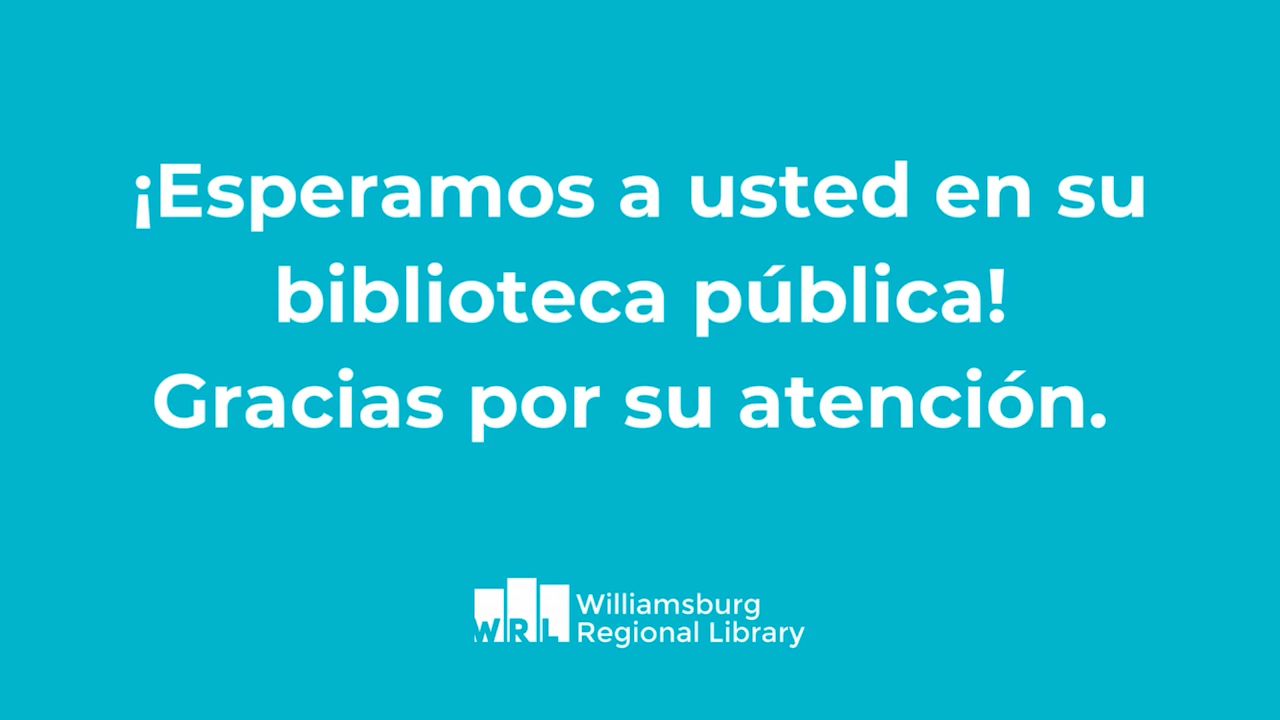 ¡Esperamos a usted en su
biblioteca pública!
Gracias por su atención.
WRL
Williamsburg
Regional Library